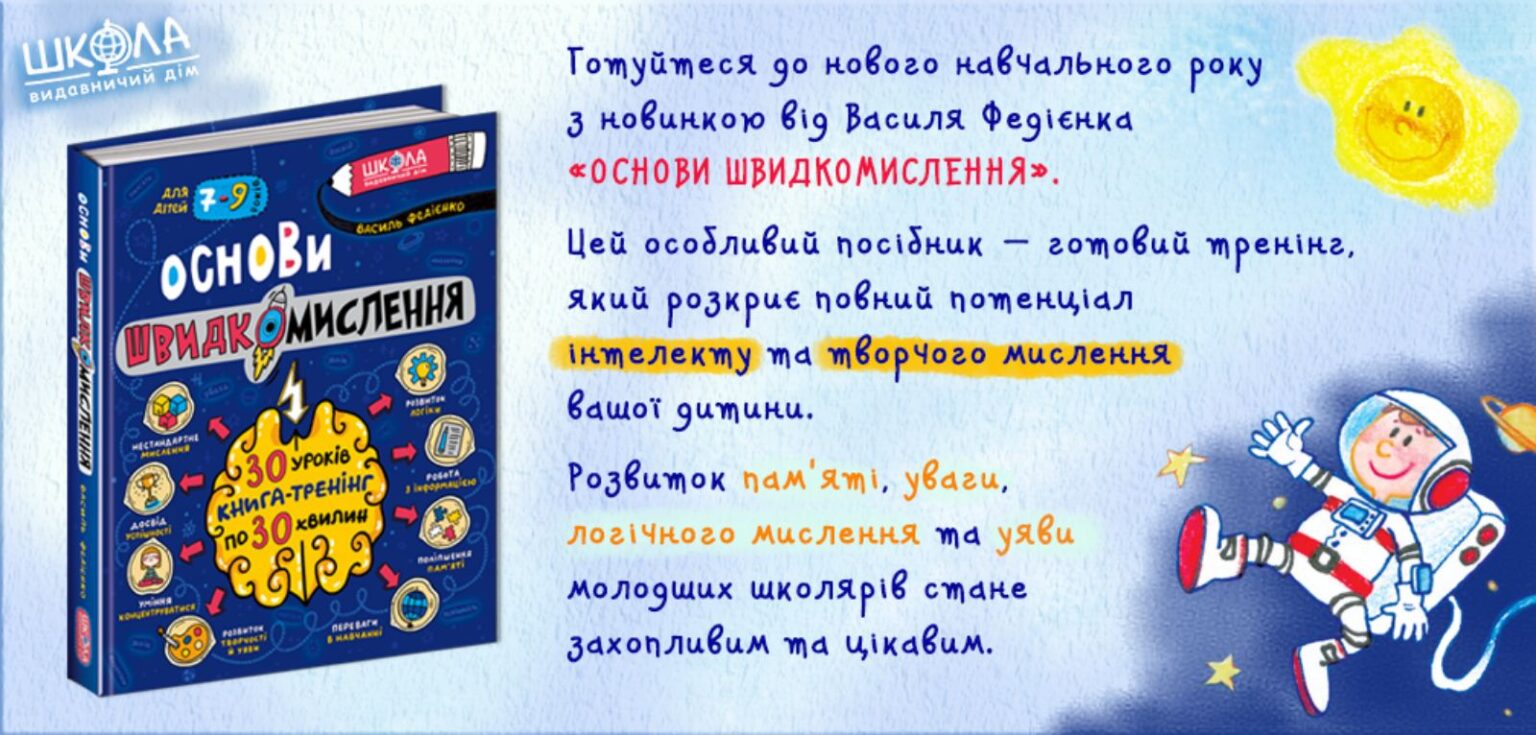 ШКОЛА
видавничий дім
ШКОЛА
видавничий дім
ДЛЯ
ДІТЕЙ
7-9
РОКІВ
ВАСИЛЬ ФЕДІЄНКО
ОСНОВИ
ШВИДКОМИСЛЕННЯ
НЕСТАНДАРТНЕ
МИСЛЕННЯ
ДОСВІД
УСПІШНОСТІ
УМІННЯ
КОНЦЕНТРУВАТИСЯ
РОЗВИТОК
ТВОРЧОСТІ
Й УЯВИ
30 УРОКІВ
КНИГА-ТРЕНІНГ
ПО 30 ХВИЛИН
РОЗВИТОК
ЛОГІКИ
РОБОТА
З ІНФОРМАЦІЄЮ
ПОЛІПШЕННЯ
ПАМ'ЯТІ
ПЕРЕВАГИ
В НАВЧАННІ
ОСНОВИ ШВИДКОМИСЛЕННЯ
ВАСИЛЬ ФЕДІЄНКО
ШКОЛА
Готуйтеся до нового навчального року
з новинкою від Василя Федієнка
«ОСНОВИ ШВИДКОМИСЛЕННЯ».
Цей особливий посібник — готовий тренінг,
який розкриє повний потенціал
інтелекту та творчого мислення
вашої дитини.
Розвиток пам'яті, уваги,
логічного мислення та уяви
молодших школярів стане
захопливим та цікавим.